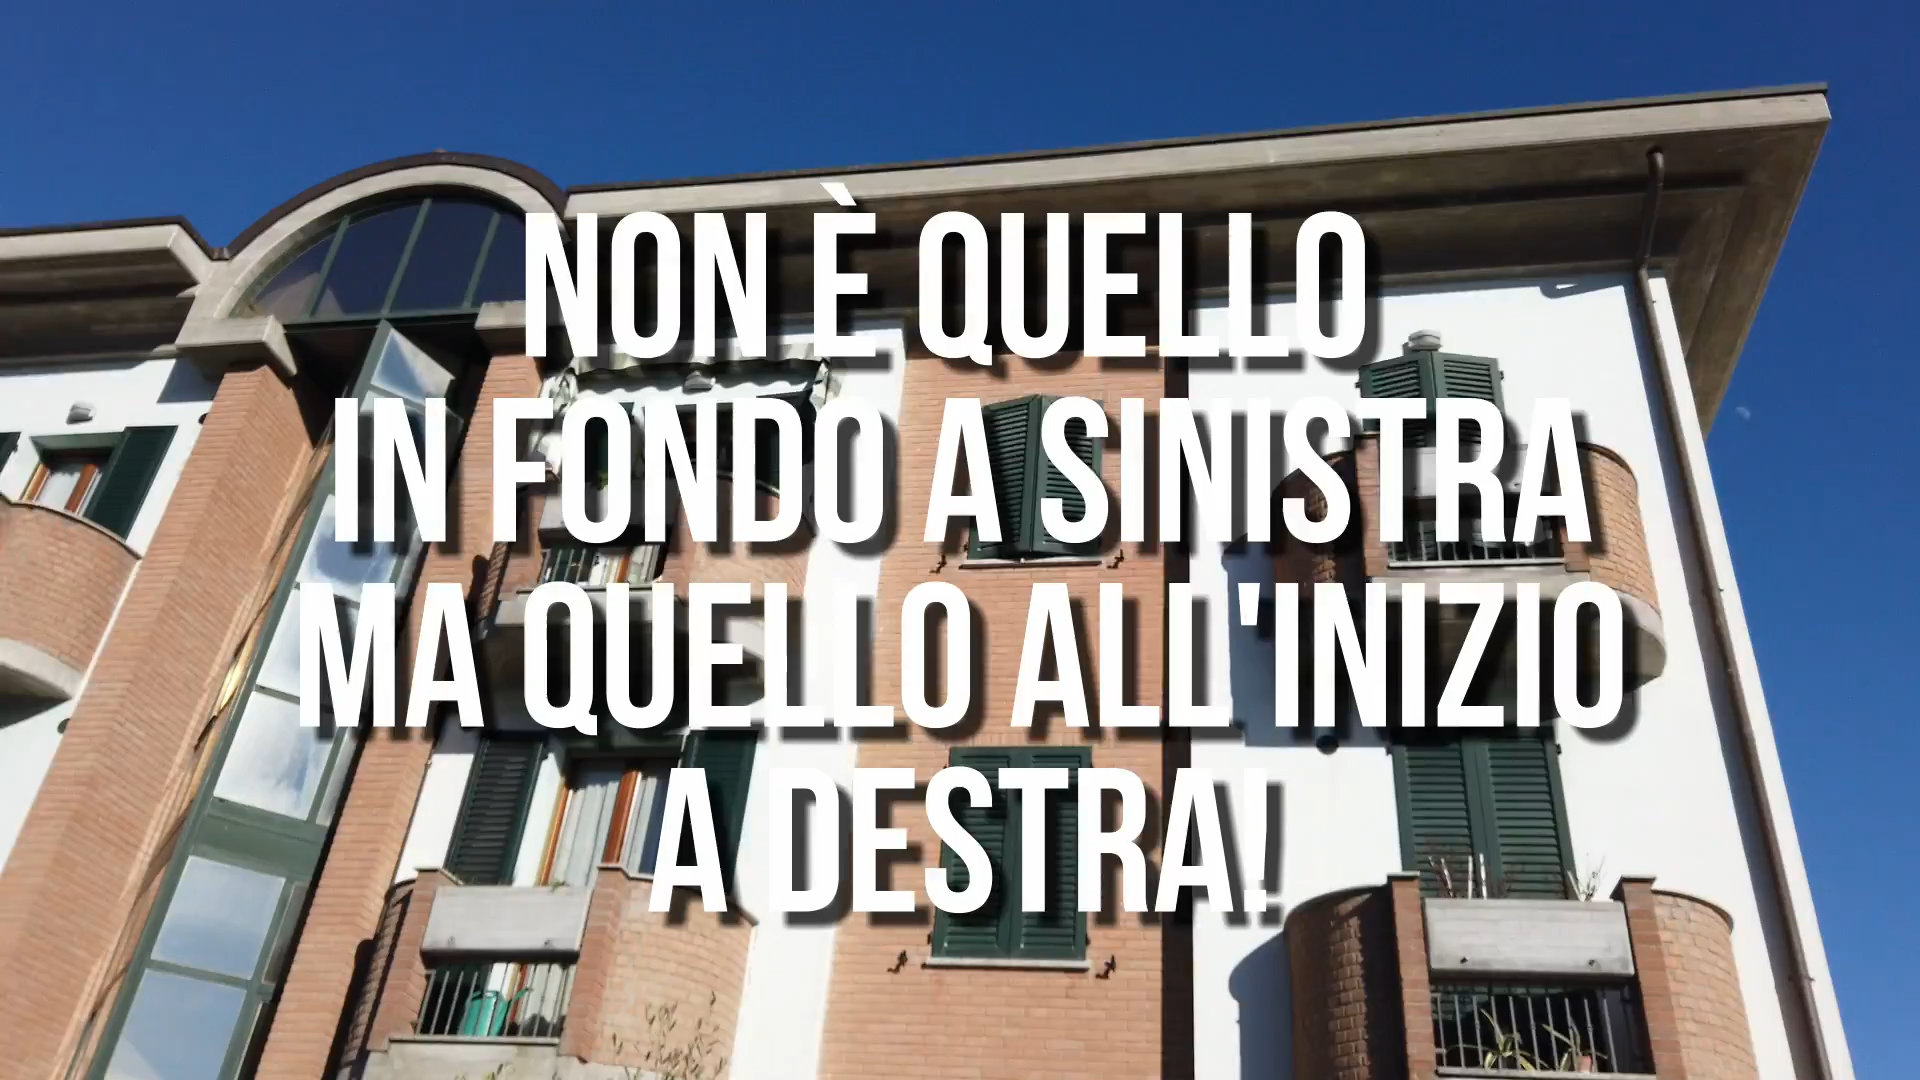 NON È QUELLO
IN FONDO A SINISTRA
MA QUELLO ALL'INIZIO
A DESTRA!